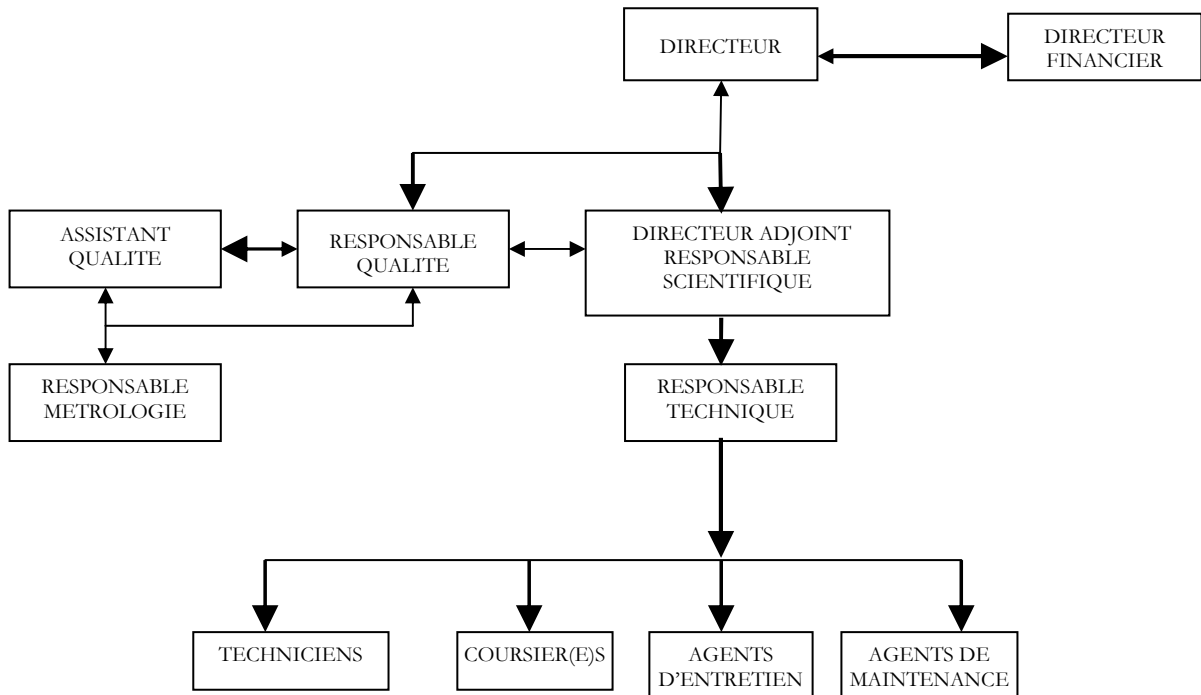 DIRECTEUR
DIRECTEUR
FINANCIER
ASSISTANT
QUALITE
RESPONSABLE
QUALITE
DIRECTEUR ADJOINT
RESPONSABLE
SCIENTIFIQUE
RESPONSABLE
METROLOGIE
RESPONSABLE
TECHNIQUE
TECHNICIENS
COURSIER(E)S
AGENTS
D’ENTRETIEN
AGENTS DE
MAINTENANCE